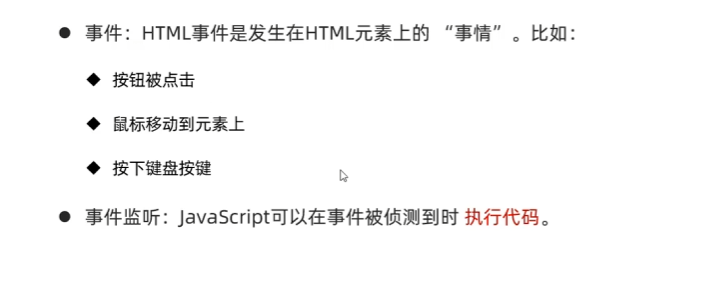 ● 事件：HTML事件是发生在HTML元素上的 “事情” 。比如：
◆ 按钮被点击
◆ 鼠标移动到元素上
◆ 按下键盘按键
● 事件监听：JavaScript可以在事件被侦测到时 执行代码。